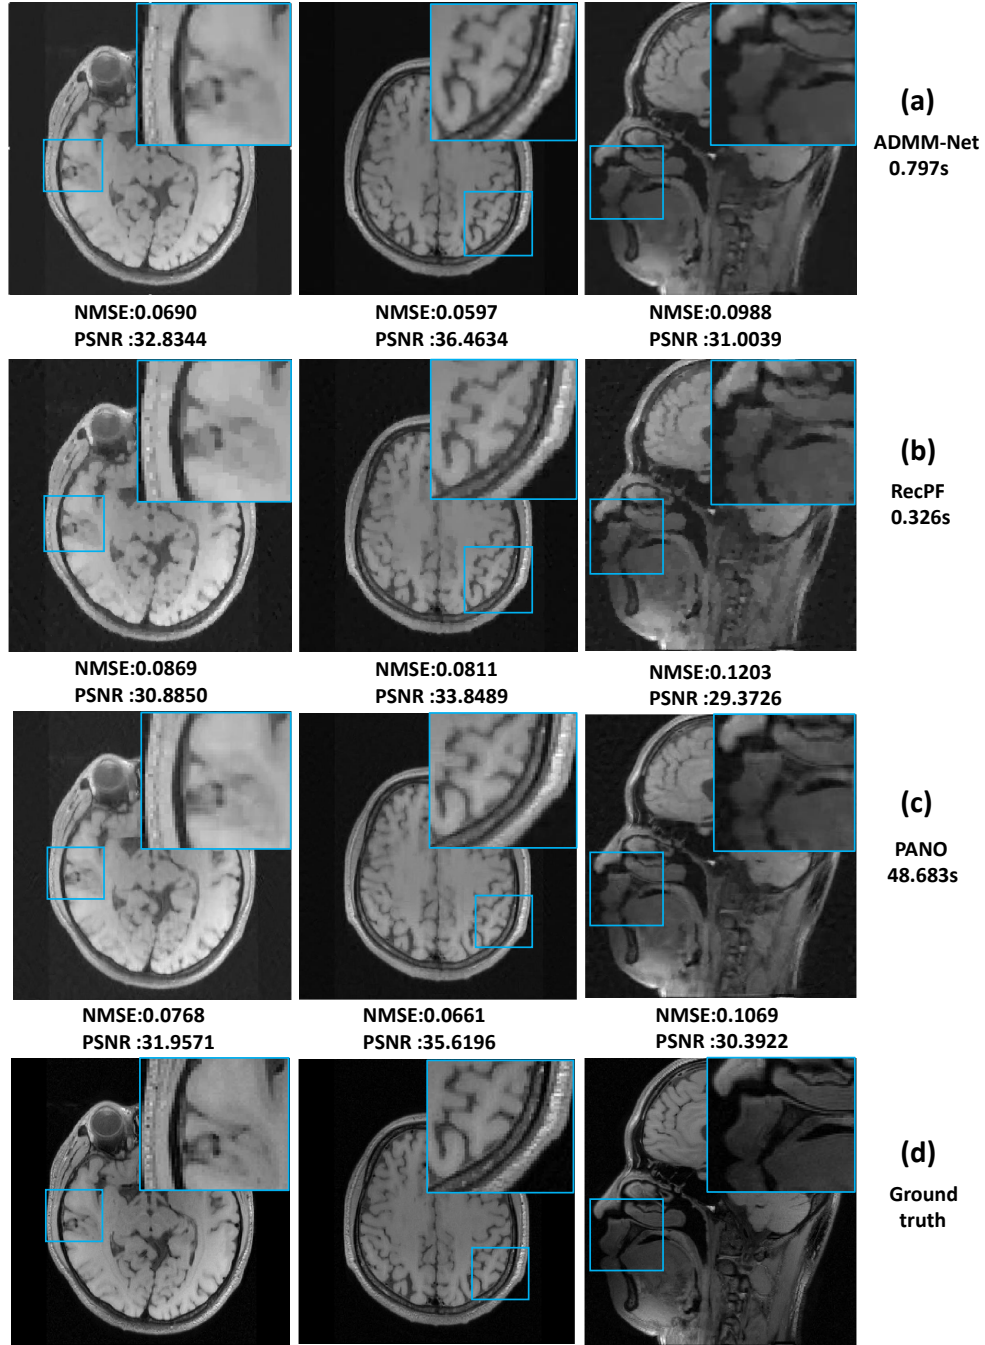 (a)
ADMM-Net
0.797s
NMSE:0.0690
PSNR :32.8344
NMSE:0.0597
PSNR :36.4634
NMSE:0.0988
PSNR :31.0039
(b)
RecPF
0.326s
NMSE:0.0869
PSNR :30.8850
NMSE:0.0811
PSNR :33.8489
NMSE:0.1203
PSNR :29.3726
(c)
PANO
48.683s
NMSE:0.0768
PSNR :31.9571
NMSE:0.0661
PSNR :35.6196
NMSE:0.1069
PSNR :30.3922
(d)
Ground
truth